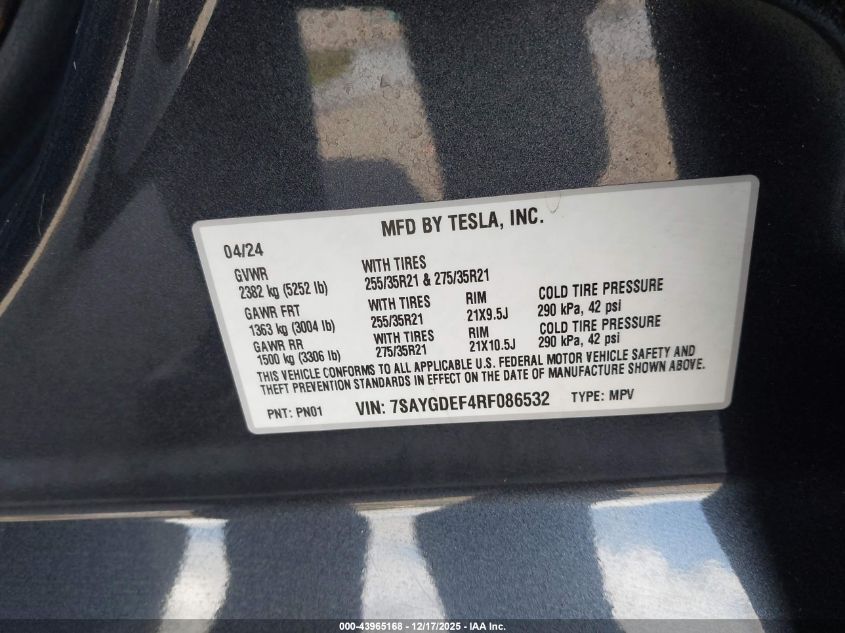 MFD BY TESLA, INC.
04/24
GVWR WITH TIRES
2382 kg (5252 lb) 255/35R21 & 275/35R21
GAWR FRT WITH TIRES RIM COLD TIRE PRESSURE
1363 kg (3004 lb) 255/35R21 21X9.5J 290 kPa, 42 psi
GAWR RR WITH TIRES RIM COLD TIRE PRESSURE
1500 kg (3306 lb) 275/35R21 21X10.5J 290 kPa, 42 psi
THIS VEHICLE CONFORMS TO ALL APPLICABLE U.S. FEDERAL MOTOR VEHICLE SAFETY AND
THEFT PREVENTION STANDARDS IN EFFECT ON THE DATE OF MANUFACTURE SHOWN ABOVE.
PNT: PN01 VIN: 7SAYGDEF4RF086532 TYPE: MPV
000-43965168 - 12/17/2025 - IAA Inc.